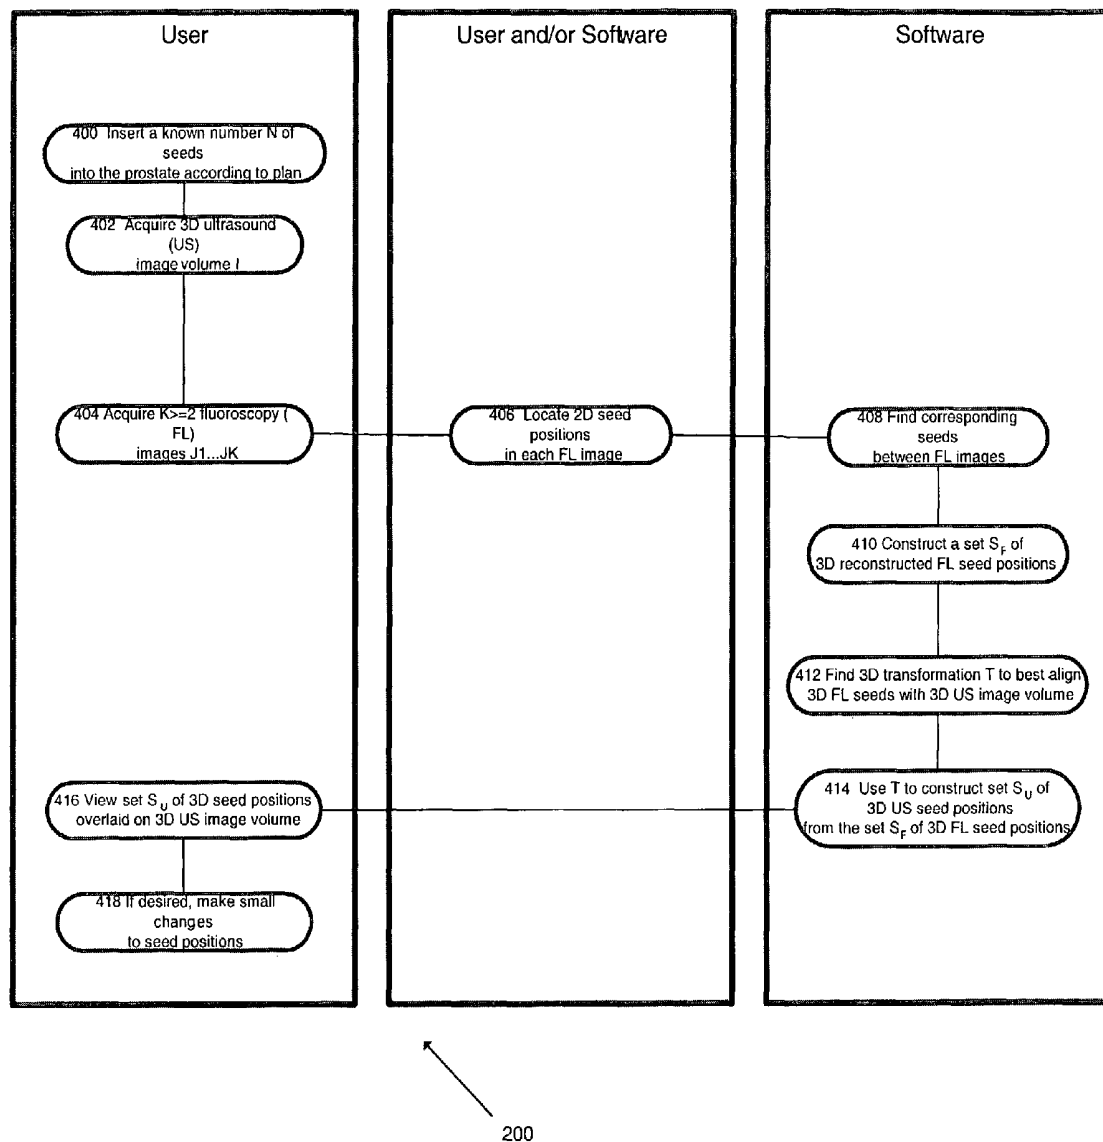 User
User and/or Software
Software
400 Insert a known number N of
seeds
into the prostate according to plan
402 Acquire 3D ultrasound
(US)
image volume I
404 Acquire K>=2 fluoroscopy (
FL)
images J1...JK
406 Locate 2D seed
positions
in each FL image
408 Find corresponding
seeds
between FL images
410 Construct a set S_F of
3D reconstructed FL seed positions
412 Find 3D transformation T to best align
3D FL seeds with 3D US image volume
414 Use T to construct set S_U of
3D US seed positions
from the set S_F of 3D FL seed positions
416 View set S_U of 3D seed positions
overlaid on 3D US image volume
418 If desired, make small
changes
to seed positions
200